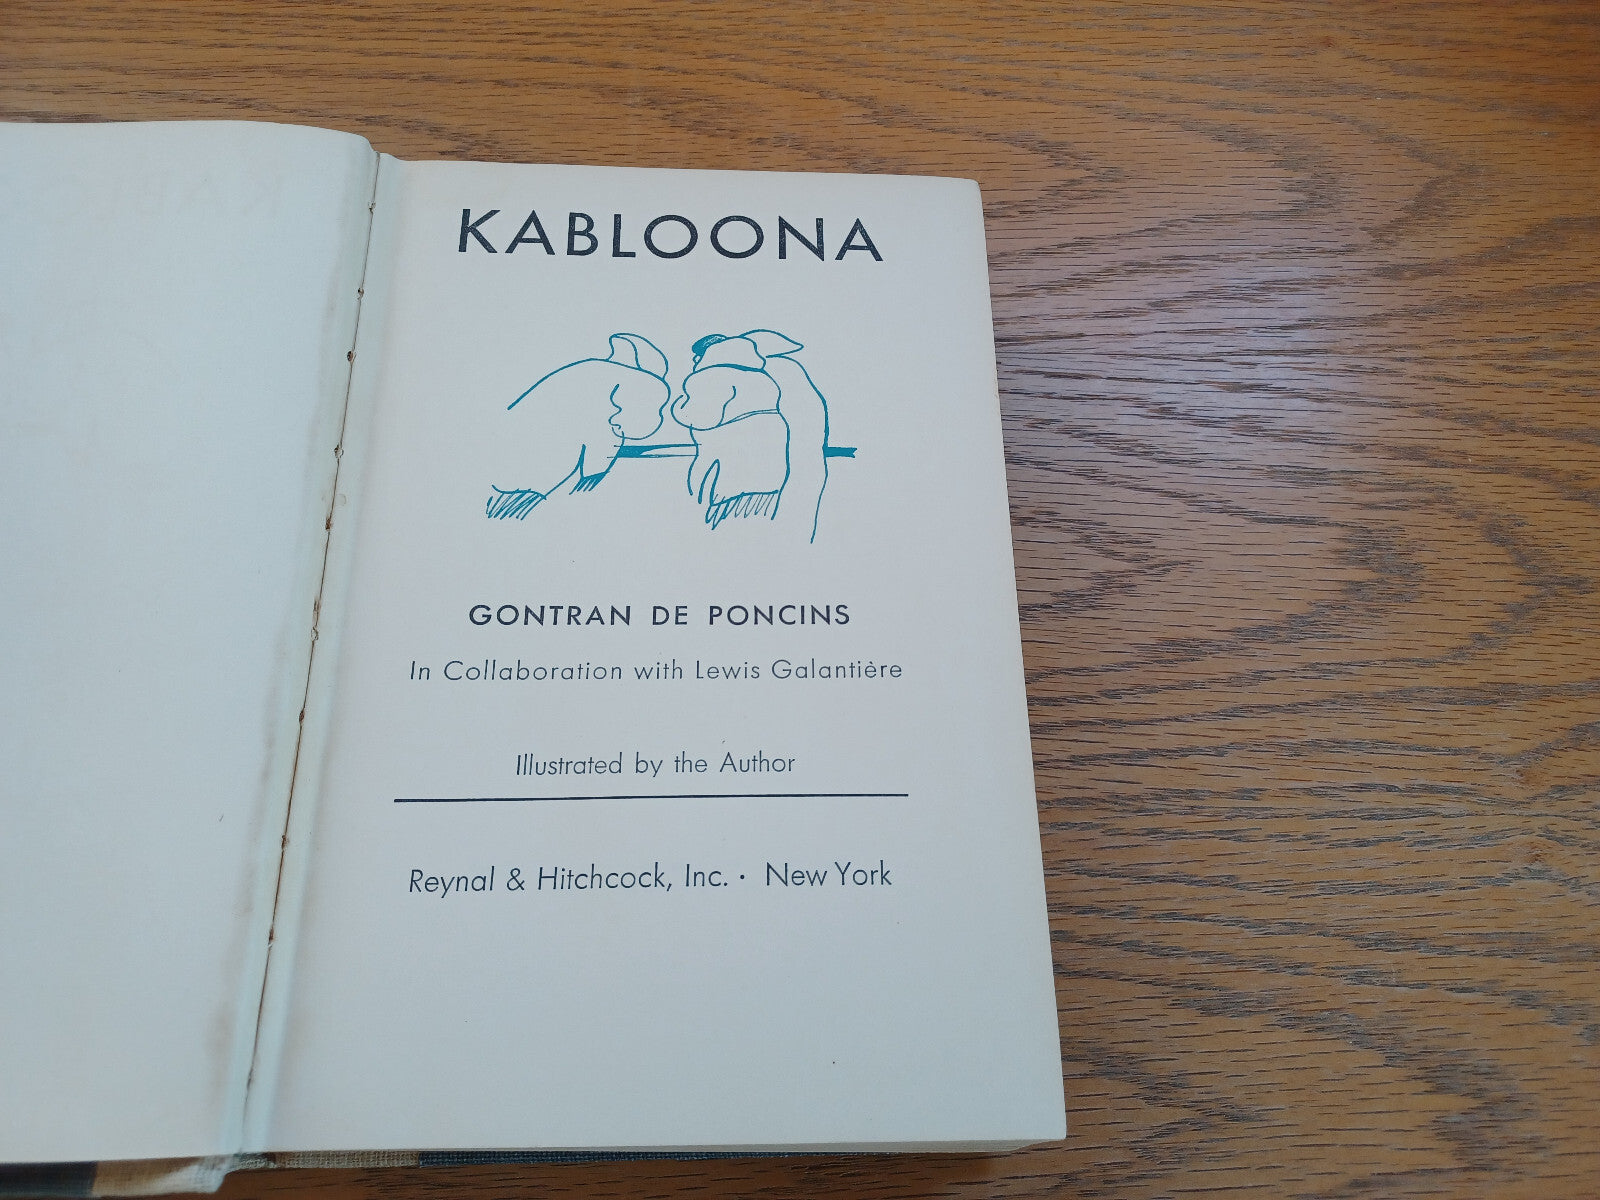 KABLOONA
GONTRAN DE PONCINS
In Collaboration with Lewis Galantière
Illustrated by the Author
Reynal & Hitchcock, Inc. · New York